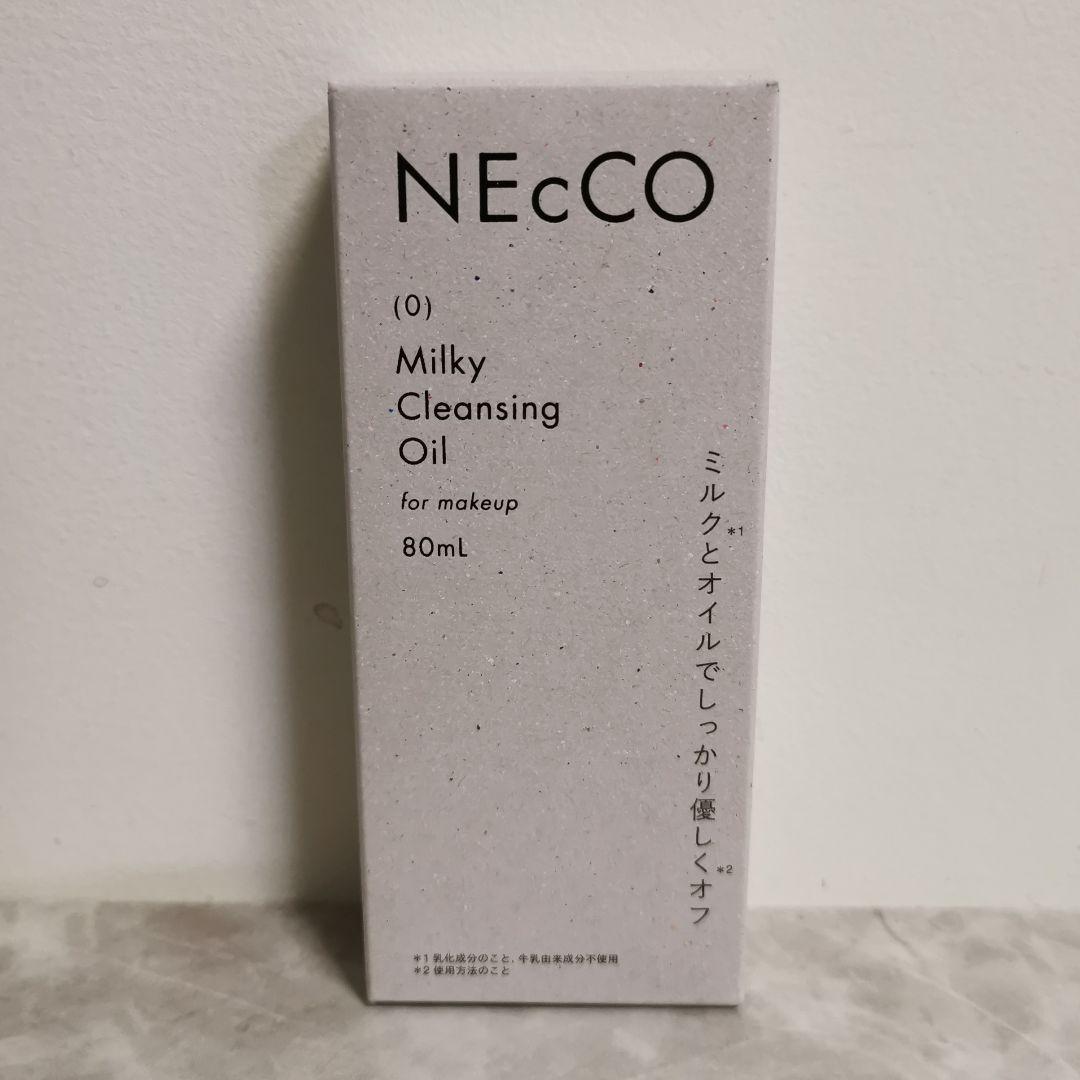 NEcCO
(0)
Milky
Cleansing
Oil
for makeup
80mL
ミルク*1とオイルでしっかり優しく*2オフ
*1 乳化成分のこと、牛乳由来成分不使用
*2 使用方法のこと